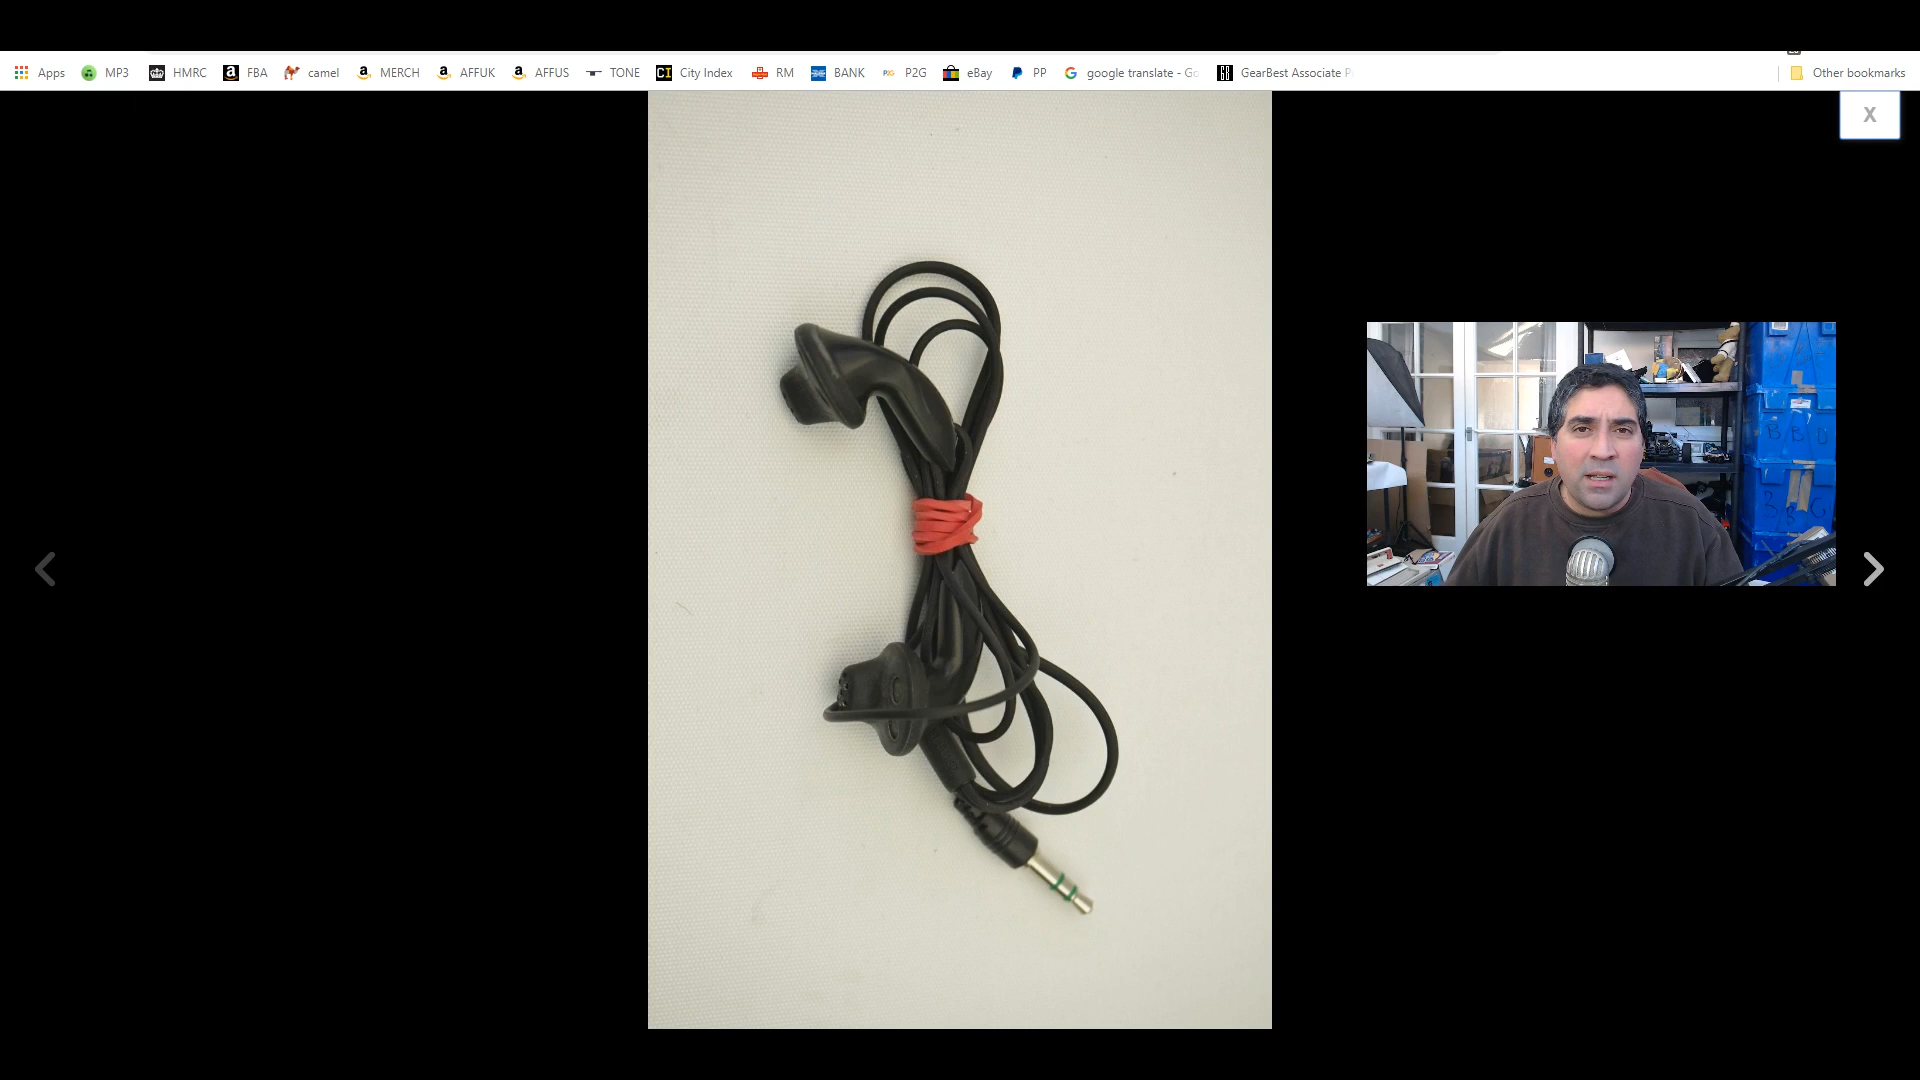 Apps MP3 HMRC FBA camel MERCH AFFUK AFFUS TONE City Index RM BANK P2G eBay PP google translate - Go GearBest Associate P Other bookmarks
X